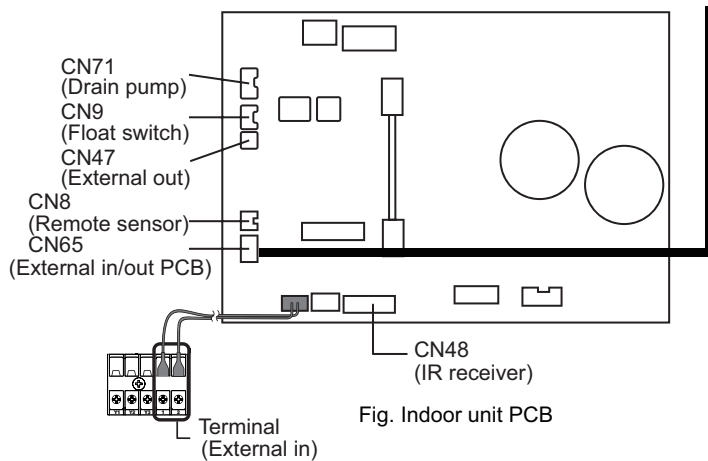 CN71
(Drain pump)
CN9
(Float switch)
CN47
(External out)
CN8
(Remote sensor)
CN65
(External in/out PCB)
CN48
(IR receiver)
Fig. Indoor unit PCB
Terminal
(External in)